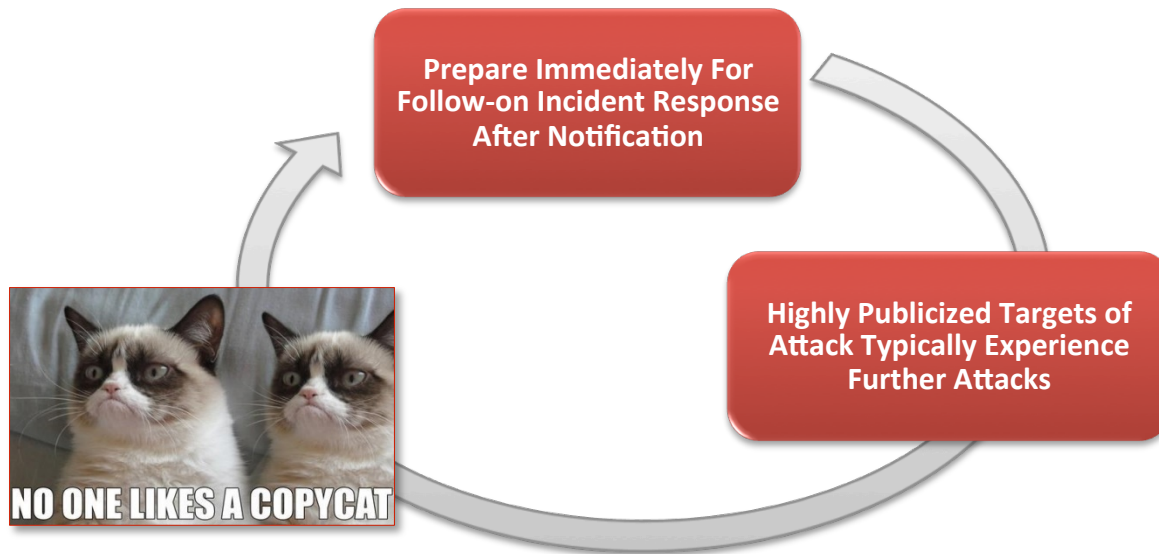 Prepare Immediately For
Follow-on Incident Response
After Notification
Highly Publicized Targets of
Attack Typically Experience
Further Attacks
NO ONE LIKES A COPYCAT